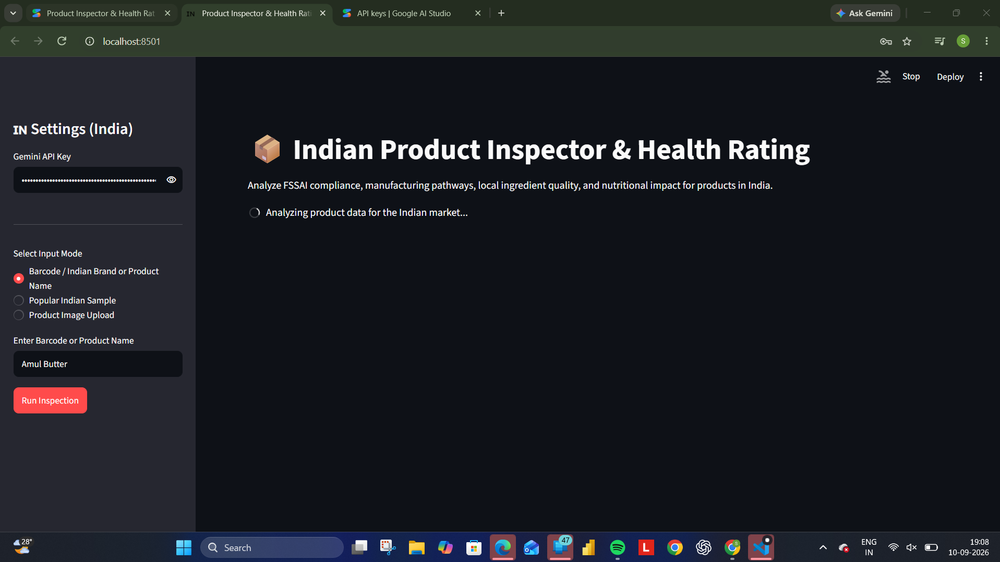 Product Inspector & Health Rat
IN Product Inspector & Health Rati
API keys | Google AI Studio
Ask Gemini
localhost:8501
S
Stop
Deploy
IN Settings (India)
Gemini API Key
Select Input Mode
Barcode / Indian Brand or Product
Name
Popular Indian Sample
Product Image Upload
Enter Barcode or Product Name
Amul Butter
Run Inspection
Indian Product Inspector & Health Rating
Analyze FSSAI compliance, manufacturing pathways, local ingredient quality, and nutritional impact for products in India.
Analyzing product data for the Indian market...
28°
Search
47
L
S
ENG
IN
19:08
10-09-2026